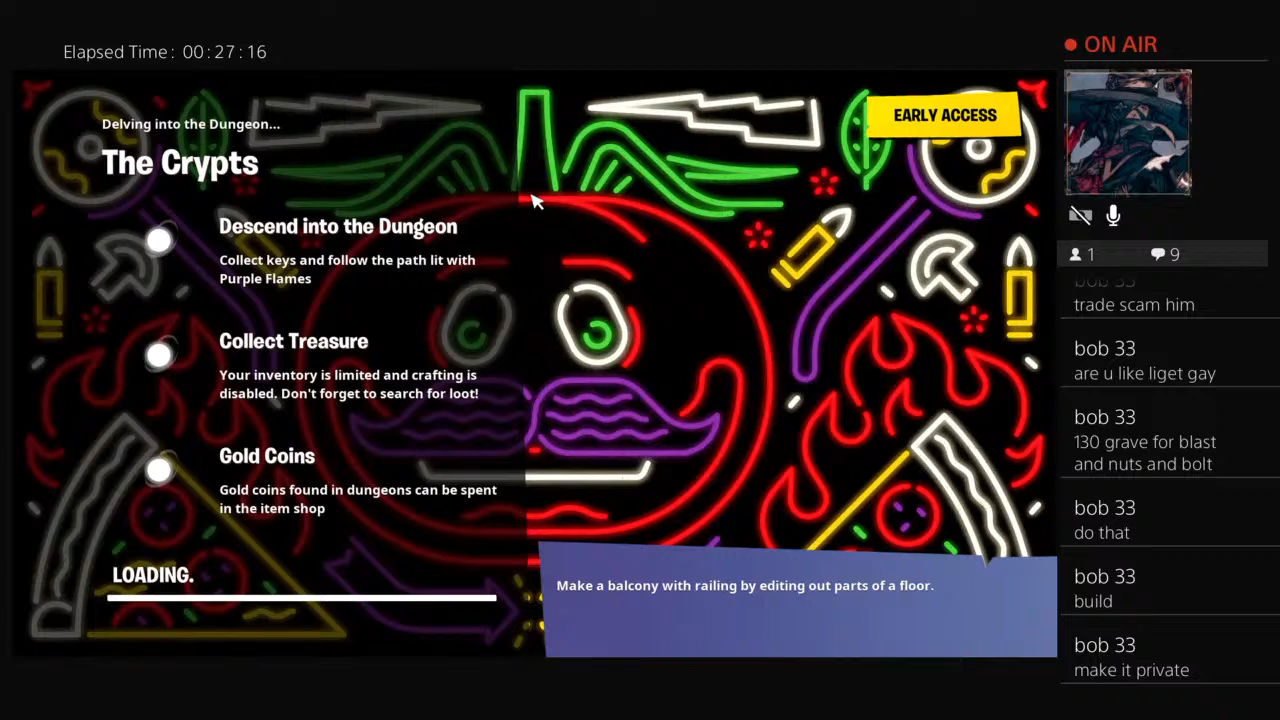 Elapsed Time: 00:27:16
ON AIR
Delving into the Dungeon...
The Crypts
EARLY ACCESS
Descend into the Dungeon
Collect keys and follow the path lit with
Purple Flames
Collect Treasure
Your inventory is limited and crafting is
disabled. Don't forget to search for loot!
Gold Coins
Gold coins found in dungeons can be spent
in the item shop
LOADING.
Make a balcony with railing by editing out parts of a floor.
1
9
bob 33
trade scam him
bob 33
are u like liget gay
bob 33
130 grave for blast
and nuts and bolt
bob 33
do that
bob 33
build
bob 33
make it private